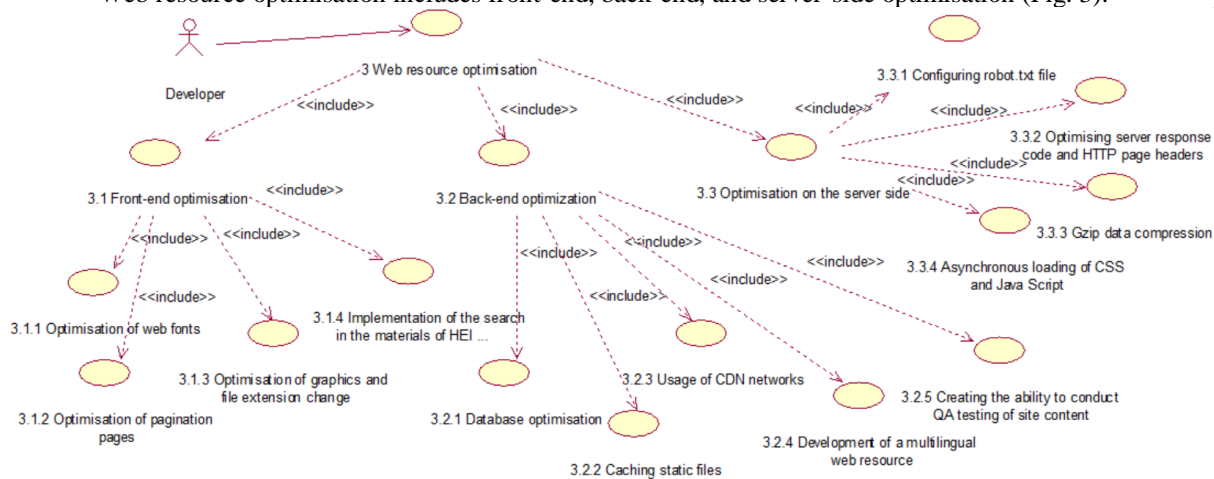 Web resource optimisation includes front-end, back-end, and server-side optimisation (Fig. 3).
Developer
3 Web resource optimisation
<<include>>
<<include>>
<<include>>
3.1 Front-end optimisation
3.2 Back-end optimization
3.3 Optimisation on the server side
<<include>>
3.3.1 Configuring robot.txt file
<<include>>
3.3.2 Optimising server response
code and HTTP page headers
<<include>>
3.3.3 Gzip data compression
<<include>>
3.3.4 Asynchronous loading of CSS
and Java Script
<<include>>
3.1.1 Optimisation of web fonts
<<include>>
3.1.2 Optimisation of pagination
pages
<<include>>
3.1.3 Optimisation of graphics and
file extension change
<<include>>
3.1.4 Implementation of the search
in the materials of HEI ...
<<include>>
3.2.1 Database optimisation
<<include>>
3.2.2 Caching static files
<<include>>
3.2.3 Usage of CDN networks
<<include>>
3.2.4 Development of a multilingual
web resource
<<include>>
3.2.5 Creating the ability to conduct
QA testing of site content